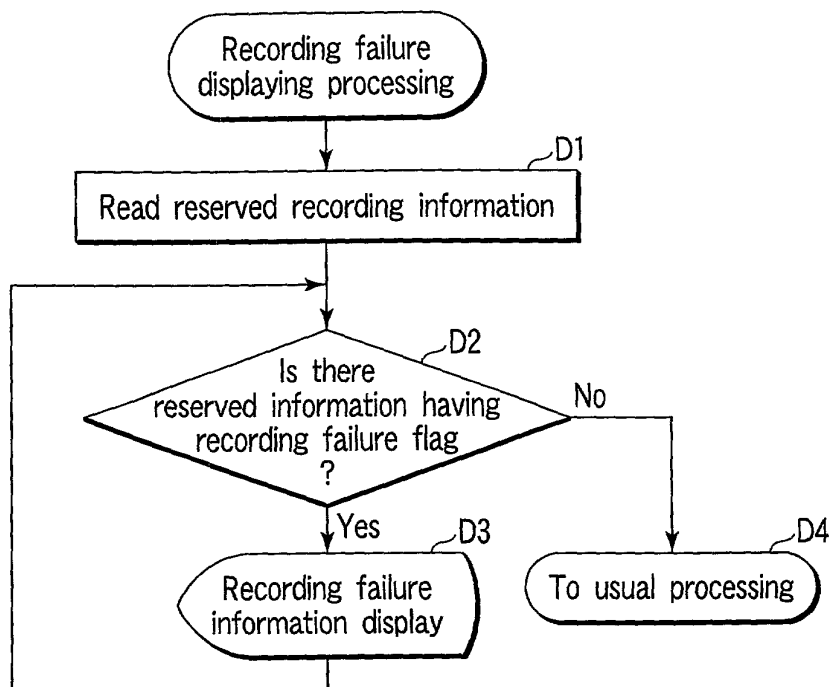 Recording failure
displaying processing
D1
Read reserved recording information
D2
Is there
reserved information having
recording failure flag
?
No
Yes
D3
Recording failure
information display
D4
To usual processing